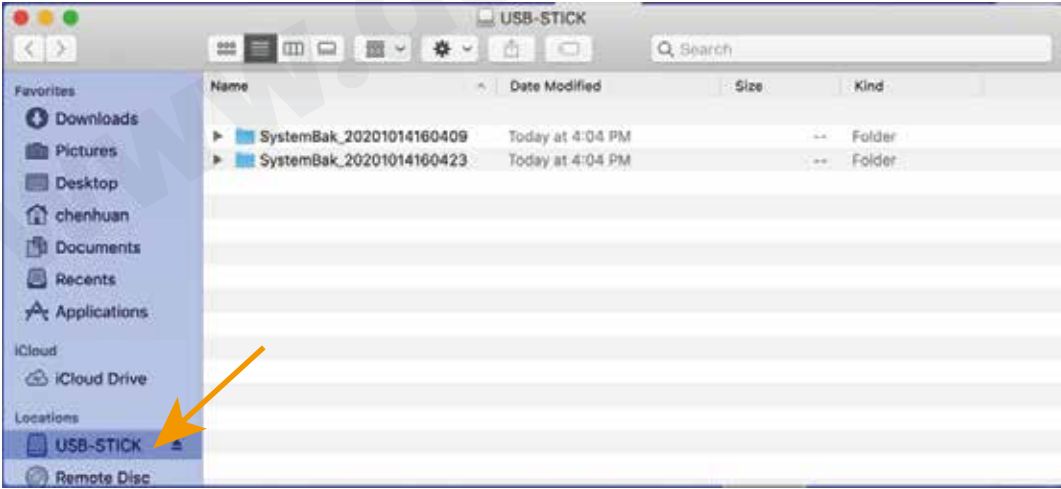 USB-STICK
Search
Favorites
Downloads
Pictures
Desktop
chenhuan
Documents
Recents
Applications
iCloud
iCloud Drive
Locations
USB-STICK
Remote Disc
Name Date Modified Size Kind
SystemBak_20201014160409 Today at 4:04 PM -- Folder
SystemBak_20201014160423 Today at 4:04 PM -- Folder